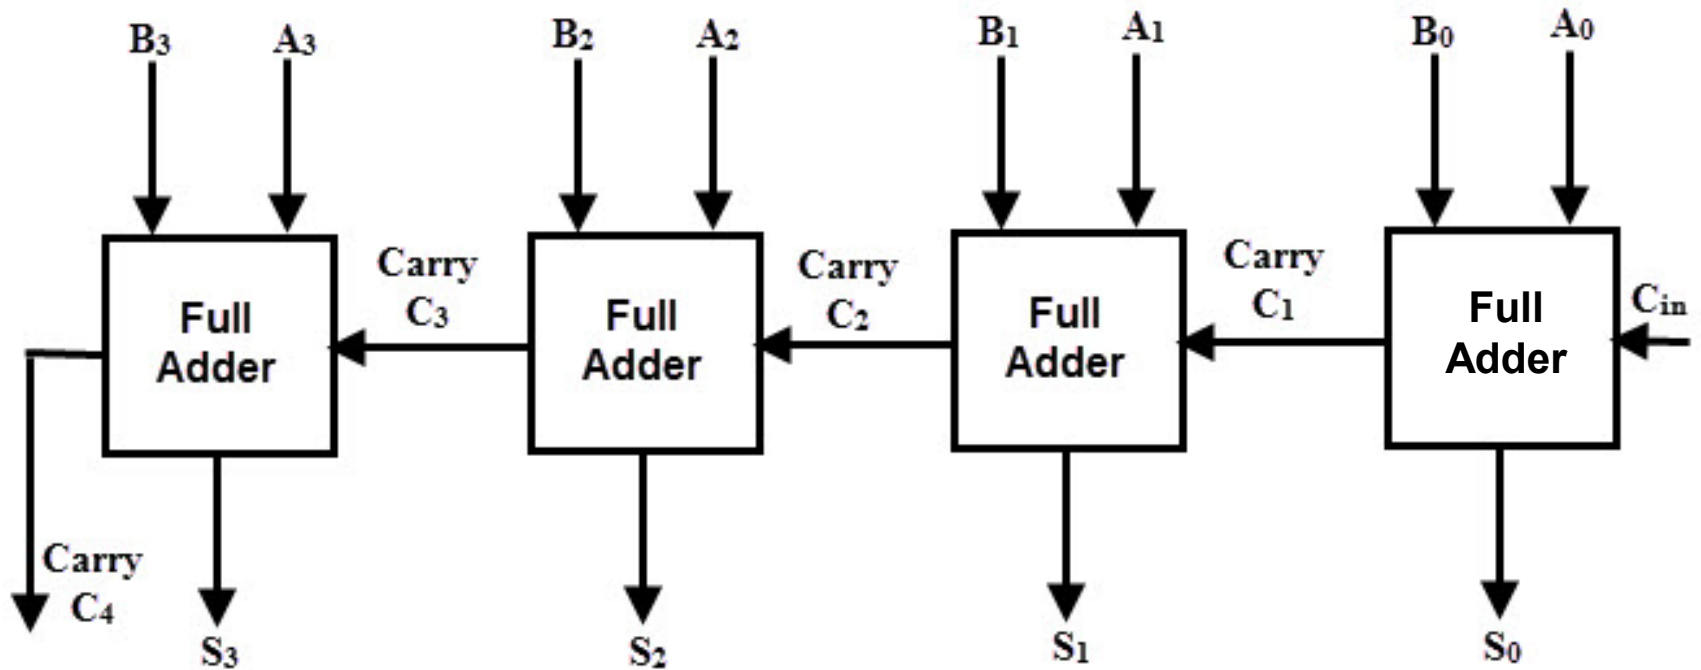 B3 A3 B2 A2 B1 A1 B0 A0
Carry
C3
Carry
C2
Carry
C1
Cin
Full
Adder
Full
Adder
Full
Adder
Full
Adder
Carry
C4
S3 S2 S1 S0